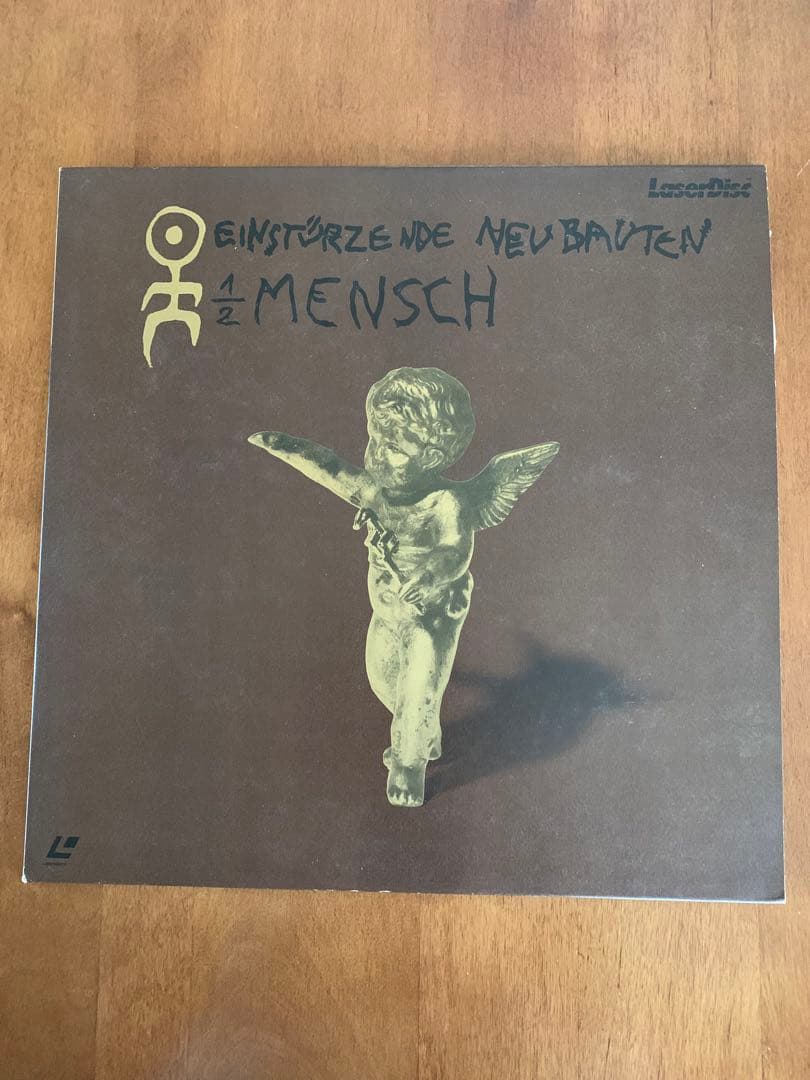 LaserDisc
EINSTÜRZENDE NEUBAUTEN
1/2 MENSCH